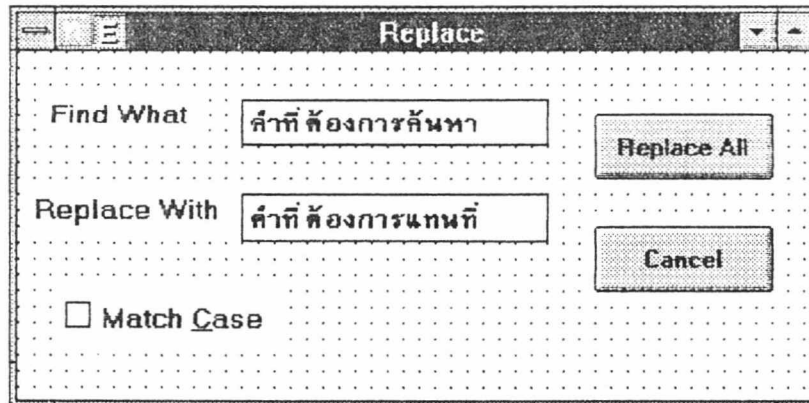 Replace
Find What
คำที่ต้องการค้นหา
Replace All
Replace With
คำที่ต้องการแทนที่
Cancel
Match Case